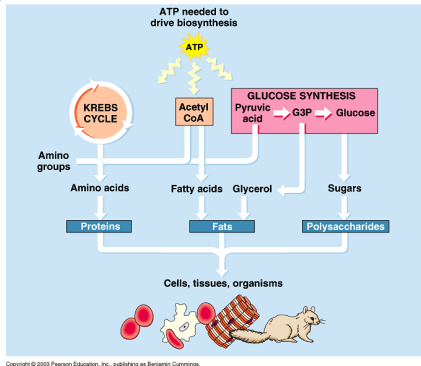 ATP needed to
drive biosynthesis
ATP
KREBS
CYCLE
Acetyl
CoA
GLUCOSE SYNTHESIS
Pyruvic
acid
G3P
Glucose
Amino
groups
Amino acids
Fatty acids
Glycerol
Sugars
Proteins
Fats
Polysaccharides
Cells, tissues, organisms
Copyright © 2003 Pearson Education, Inc., publishing as Benjamin Cummings.